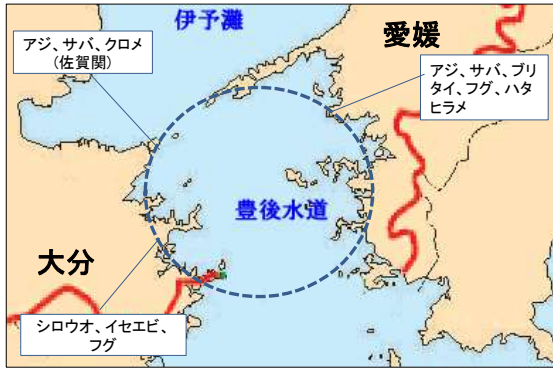 伊予灘
愛媛
アジ、サバ、クロメ
(佐賀関)
アジ、サバ、ブリ
タイ、フグ、ハタ
ヒラメ
豊後水道
大分
シロウオ、イセエビ、
フグ